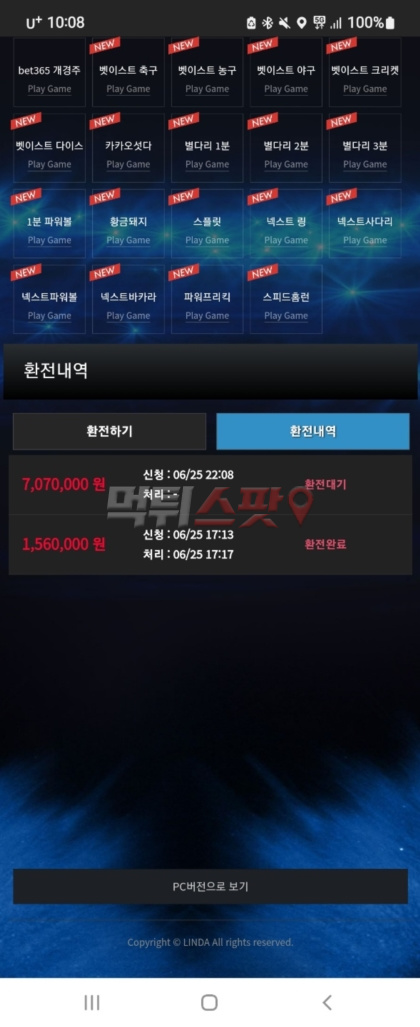 U+ 10:08 5G 100%
NEW NEW NEW NEW
bet365 개경주 벳이스트 축구 벳이스트 농구 벳이스트 야구 벳이스트 크리켓
Play Game Play Game Play Game Play Game Play Game
NEW NEW NEW NEW NEW
벳이스트 다이스 카카오섯다 별다리 1분 별다리 2분 별다리 3분
Play Game Play Game Play Game Play Game Play Game
NEW NEW NEW NEW NEW
1분 파워볼 황금돼지 스플릿 넥스트 링 넥스트사다리
Play Game Play Game Play Game Play Game Play Game
NEW NEW NEW NEW
넥스트파워볼 넥스트바카라 파워프리킥 스피드홈런
Play Game Play Game Play Game Play Game
환전내역
환전하기 환전내역
7,070,000 원 신청 : 06/25 22:08 환전대기
처리 : -
먹튀스팟
1,560,000 원 신청 : 06/25 17:13 환전완료
처리 : 06/25 17:17
PC버전으로 보기
Copyright © LINDA All rights reserved.